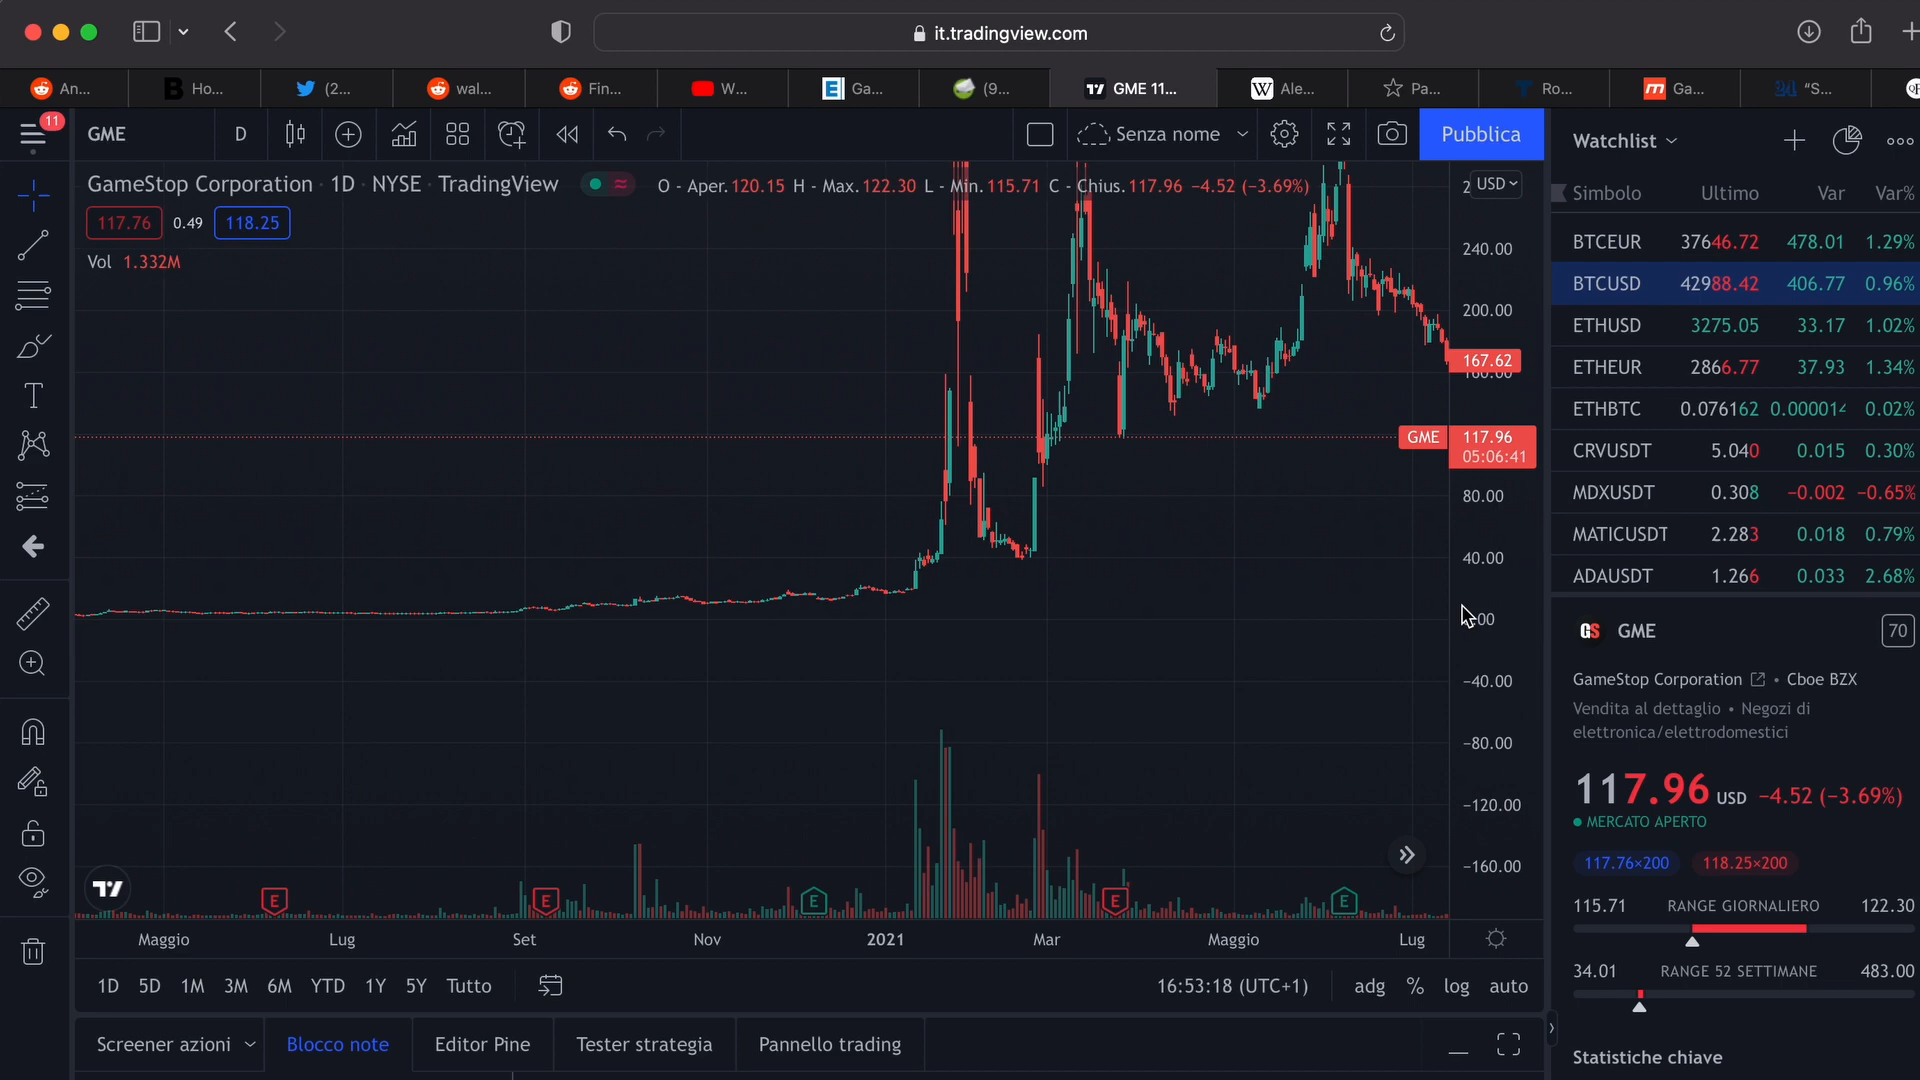 it.tradingview.com
An...
Ho...
(2...
wal...
Fin...
W...
Ga...
(9...
GME 11...
Ale...
Pa...
Ro...
Ga...
"S...
11
GME
D
Senza nome
Pubblica
GameStop Corporation · 1D · NYSE · TradingView
O - Aper.120.15 H - Max.122.30 L - Min.115.71 C - Chius.117.96 −4.52 (−3.69%)
USD
117.76 0.49 118.25
Vol 1.332M
240.00
200.00
167.62
160.00
GME 117.96
05:06:41
80.00
40.00
−40.00
−80.00
−120.00
−160.00
E E E E E
Maggio Lug Set Nov 2021 Mar Maggio Lug
1D 5D 1M 3M 6M YTD 1Y 5Y Tutto
16:53:18 (UTC+1) adg % log auto
Screener azioni Blocco note Editor Pine Tester strategia Pannello trading
Watchlist
Simbolo Ultimo Var Var%
BTCEUR 37646.72 478.01 1.29%
BTCUSD 42988.42 406.77 0.96%
ETHUSD 3275.05 33.17 1.02%
ETHEUR 2866.77 37.93 1.34%
ETHBTC 0.076162 0.000014 0.02%
CRVUSDT 5.040 0.015 0.30%
MDXUSDT 0.308 −0.002 −0.65%
MATICUSDT 2.283 0.018 0.79%
ADAUSDT 1.266 0.033 2.68%
GS GME 70
GameStop Corporation • Cboe BZX
Vendita al dettaglio • Negozi di
elettronica/elettrodomestici
117.96 USD −4.52 (−3.69%)
MERCATO APERTO
117.76×200 118.25×200
115.71 RANGE GIORNALIERO 122.30
34.01 RANGE 52 SETTIMANE 483.00
Statistiche chiave